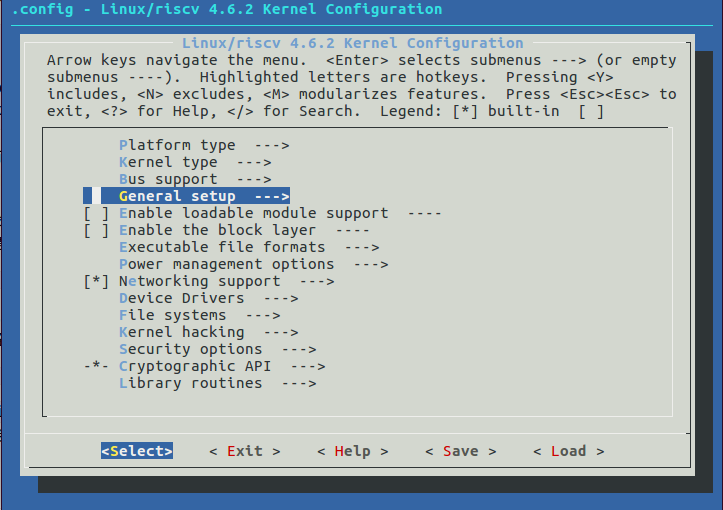 .config - Linux/riscv 4.6.2 Kernel Configuration
Linux/riscv 4.6.2 Kernel Configuration
Arrow keys navigate the menu.  <Enter> selects submenus ---> (or empty
submenus ----).  Highlighted letters are hotkeys.  Pressing <Y>
includes, <N> excludes, <M> modularizes features.  Press <Esc><Esc> to
exit, <?> for Help, </> for Search.  Legend: [*] built-in  [ ]
Platform type  --->
Kernel type  --->
Bus support  --->
General setup  --->
[ ] Enable loadable module support  ----
[ ] Enable the block layer  ----
Executable file formats  --->
Power management options  --->
[*] Networking support  --->
Device Drivers  --->
File systems  --->
Kernel hacking  --->
Security options  --->
-*- Cryptographic API  --->
Library routines  --->
<Select>    < Exit >    < Help >    < Save >    < Load >